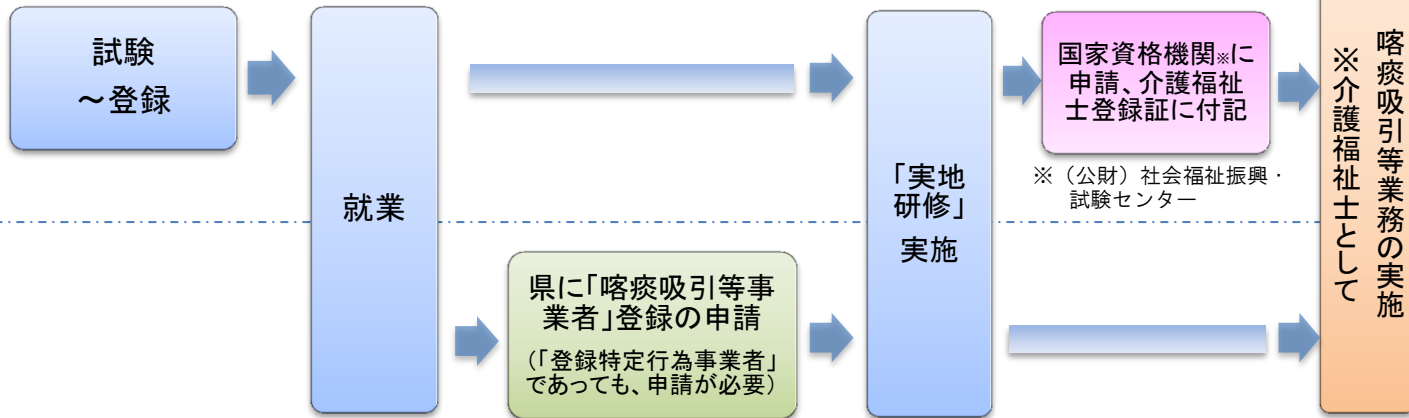 試験
～登録
就業
県に「喀痰吸引等事
業者」登録の申請
（「登録特定行為事業者」
であっても、申請が必要）
「実地
研修」
実施
国家資格機関※に
申請、介護福祉
士登録証に付記
※（公財）社会福祉振興・
試験センター
喀痰吸引等業務の実施
※介護福祉士として